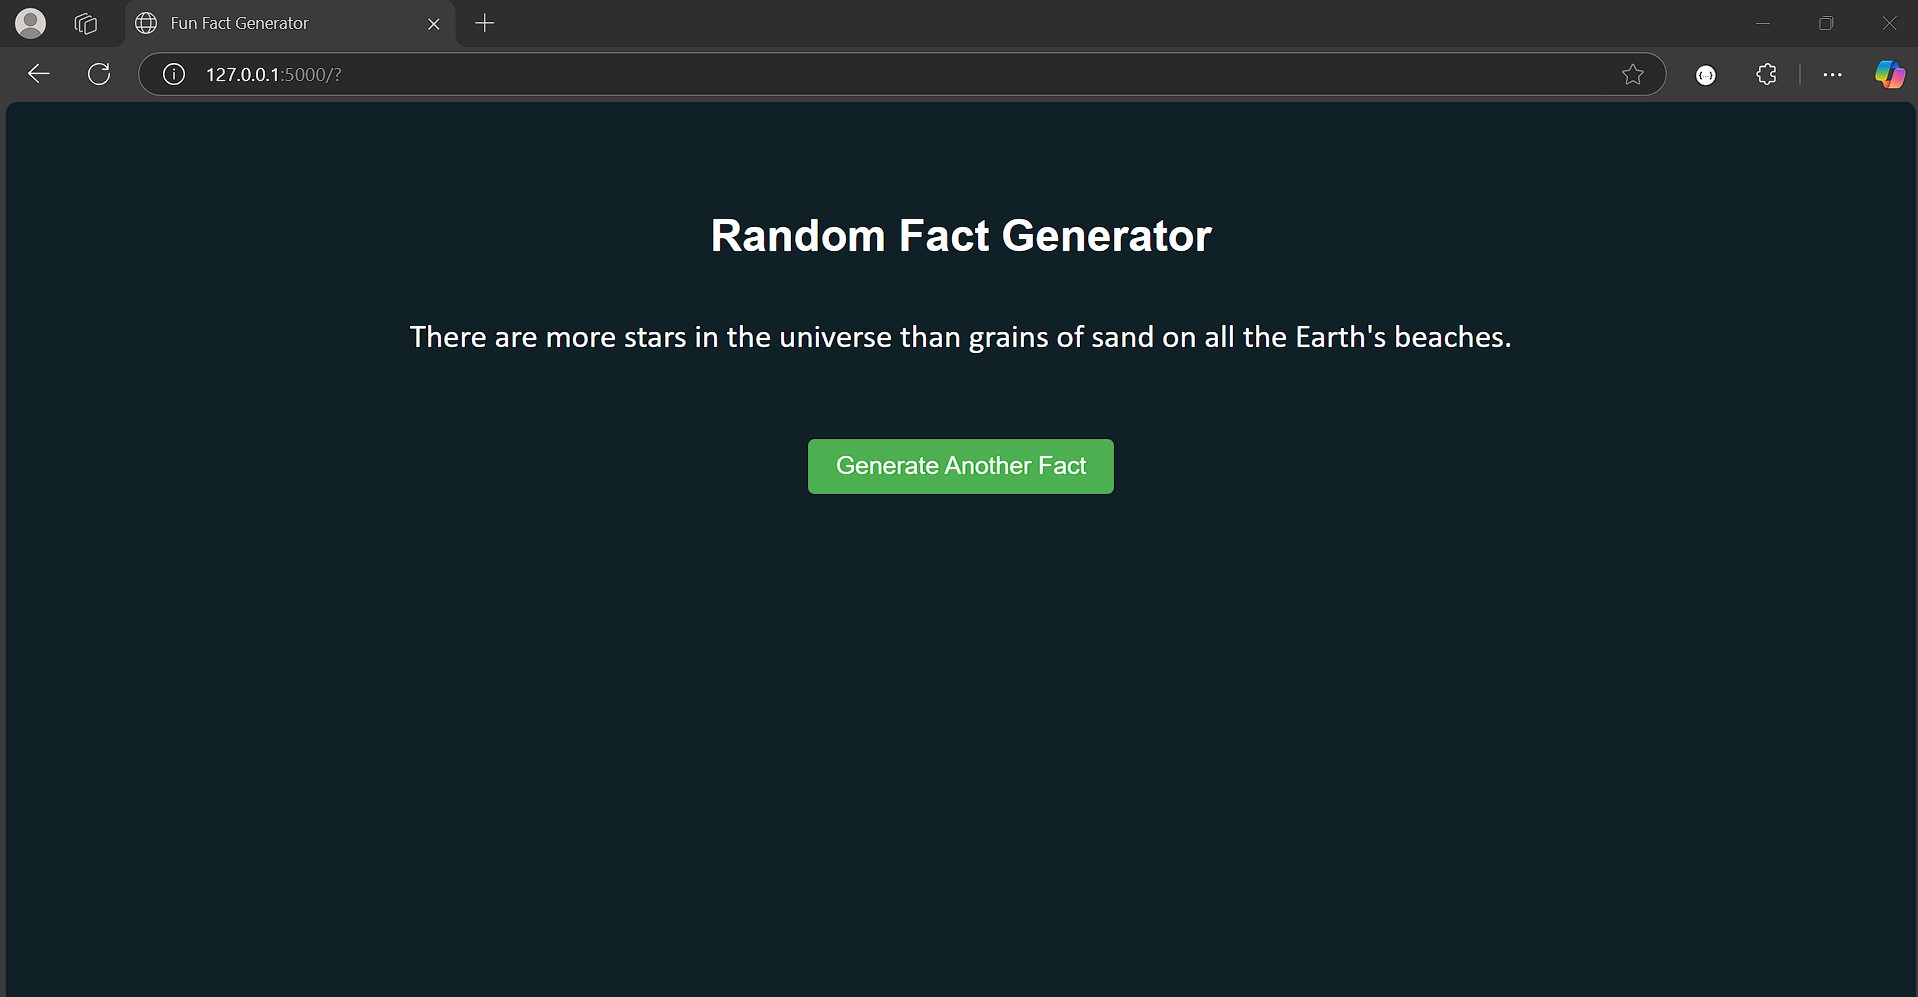 Fun Fact Generator
127.0.0.1:5000/?
Random Fact Generator
There are more stars in the universe than grains of sand on all the Earth's beaches.
Generate Another Fact